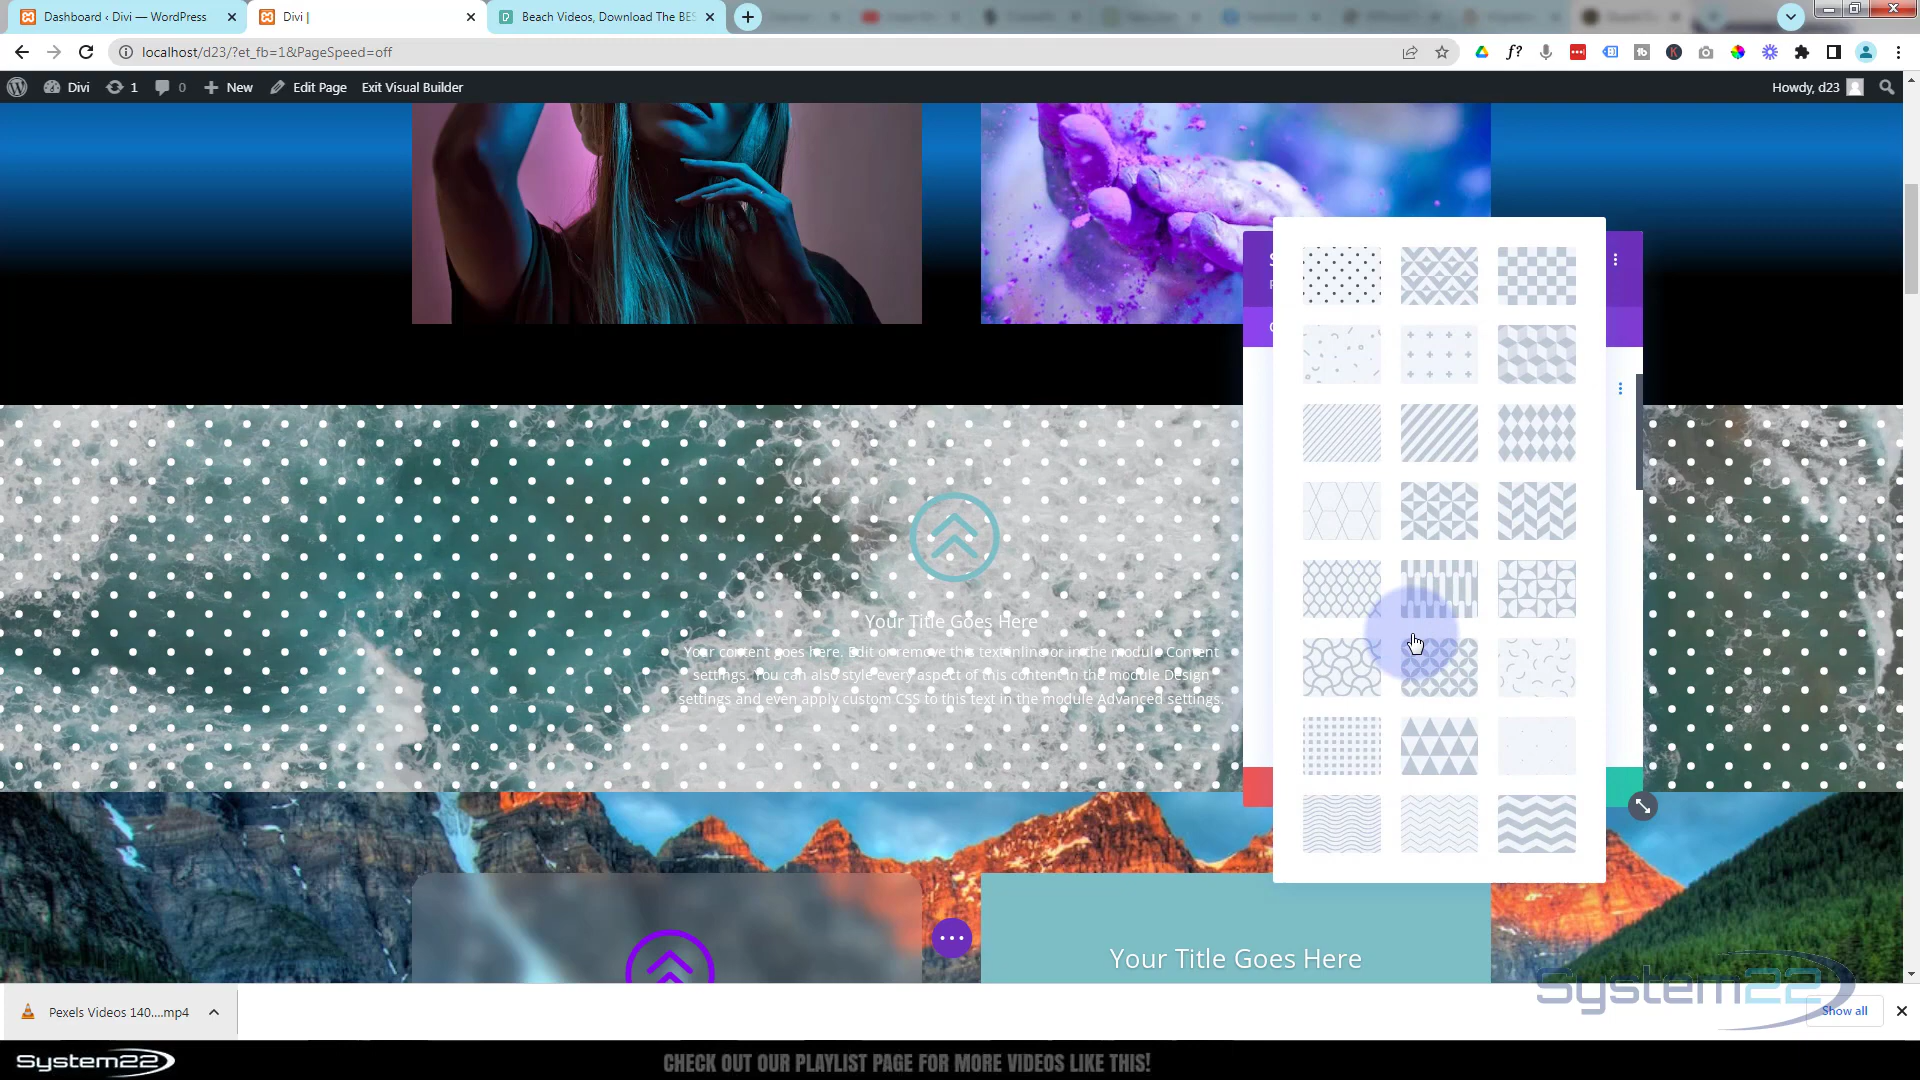 Dashboard ‹ Divi — WordPress
Divi |
Beach Videos, Download The BES
localhost/d23/?et_fb=1&PageSpeed=off
Divi
1
0
New
Edit Page
Exit Visual Builder
Howdy, d23
Your Title Goes Here
Your content goes here. Edit or remove this text inline or in the module Content
settings. You can also style every aspect of this content in the module Design
settings and even apply custom CSS to this text in the module Advanced settings.
Your Title Goes Here
System22
Pexels Videos 140....mp4
Show all
System22
CHECK OUT OUR PLAYLIST PAGE FOR MORE VIDEOS LIKE THIS!